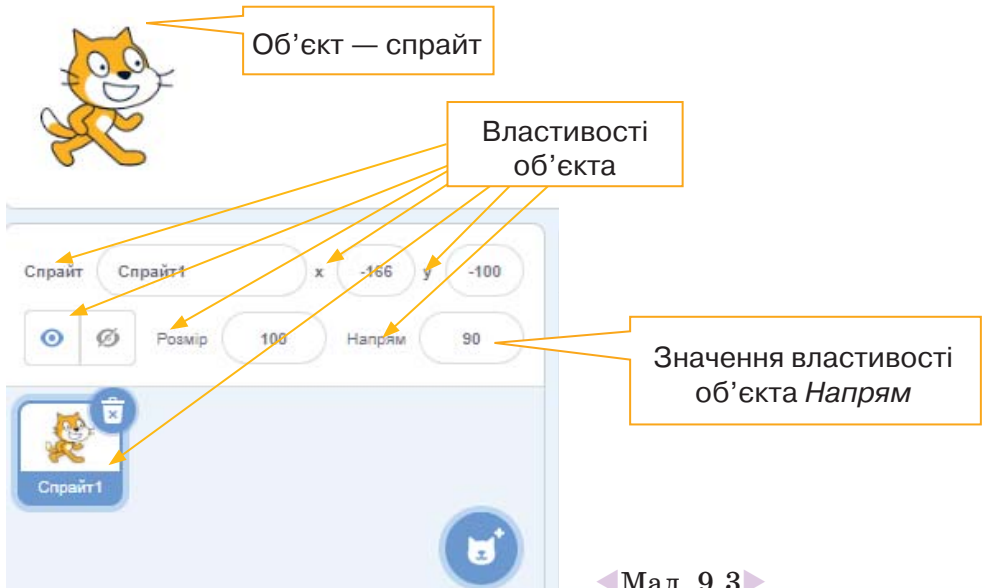 Об’єкт — спрайт
Властивості
об’єкта
Спрайт Спрайт1 x -166 y -100
Розмір 100 Напрям 90
Значення властивості
об’єкта Напрям
Спрайт1
Мал. 9.3